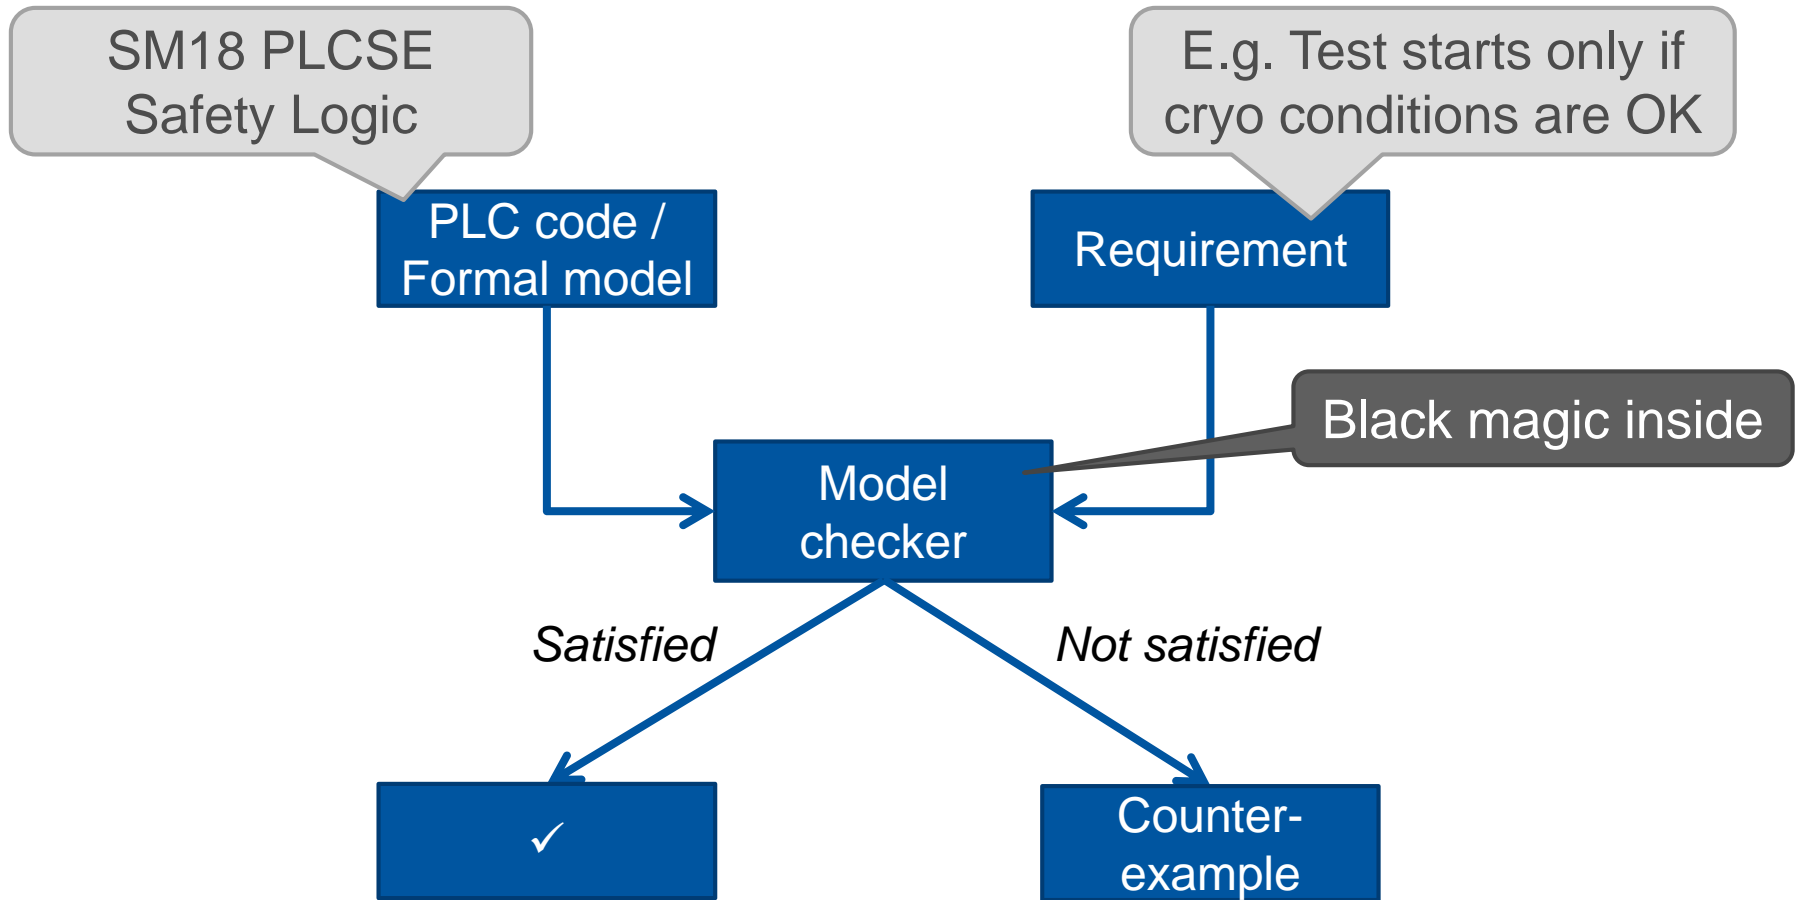 SM18 PLCSE
Safety Logic
E.g. Test starts only if
cryo conditions are OK
PLC code /
Formal model
Requirement
Black magic inside
Model
checker
Satisfied
Not satisfied
✓
Counter-
example